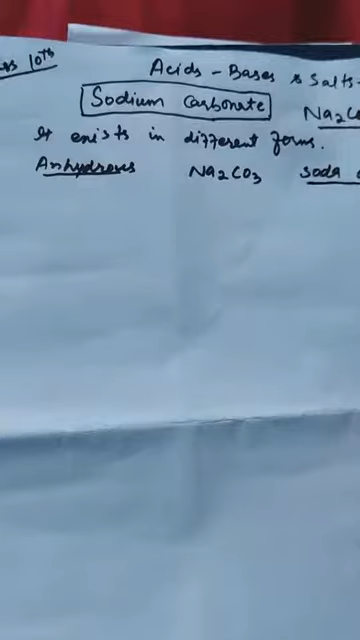 10th
Acids - Bases & Salts-
Sodium Carbonate
It exists in different forms.
Anhydrous Na2CO3 soda